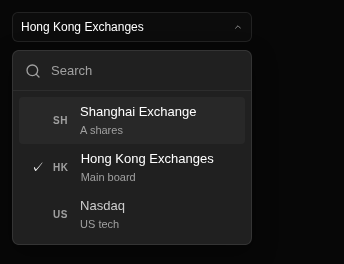 Hong Kong Exchanges
Search
SH Shanghai Exchange
A shares
HK Hong Kong Exchanges
Main board
US Nasdaq
US tech